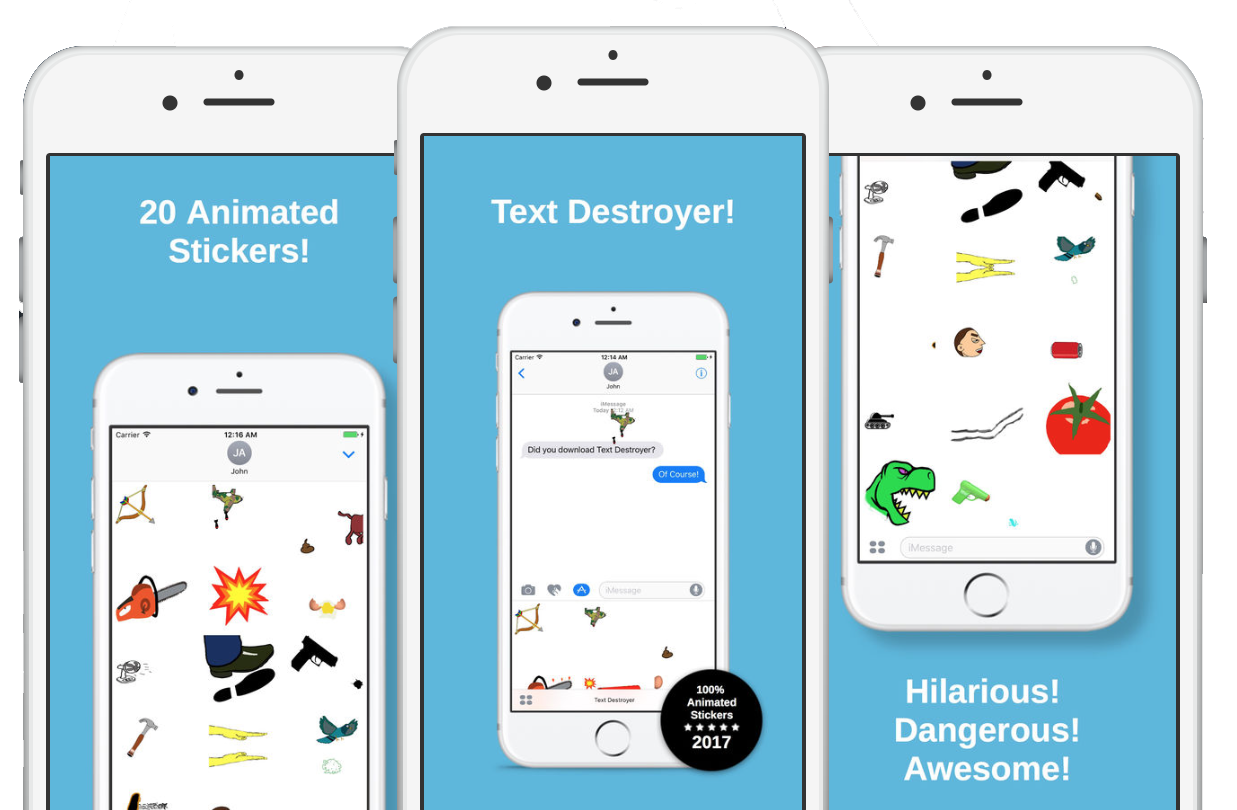 20 Animated
Stickers!
Carrier
12:16 AM
JA
John
Text Destroyer!
Carrier
12:14 AM
JA
John
iMessage
Today 12:12 AM
Did you download Text Destroyer?
Of Course!
iMessage
Text Destroyer
100%
Animated
Stickers
2017
iMessage
Hilarious!
Dangerous!
Awesome!